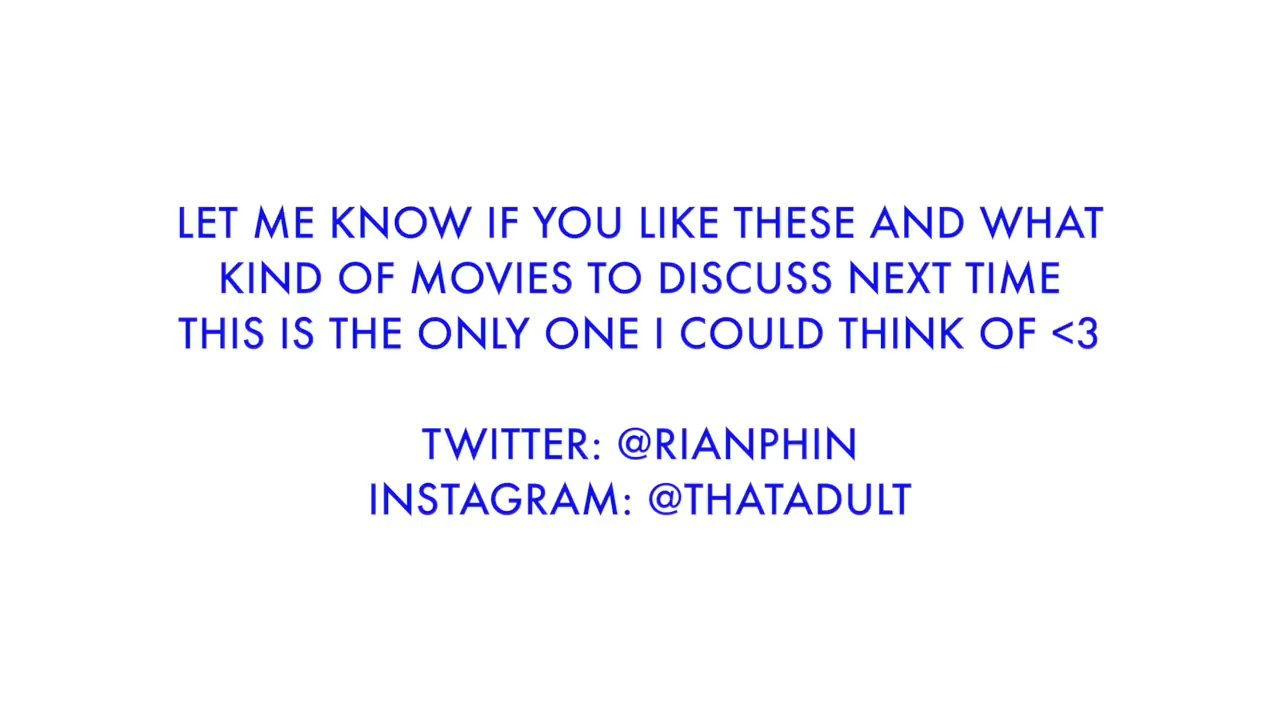 LET ME KNOW IF YOU LIKE THESE AND WHAT
KIND OF MOVIES TO DISCUSS NEXT TIME
THIS IS THE ONLY ONE I COULD THINK OF <3
TWITTER: @RIANPHIN
INSTAGRAM: @THATADULT